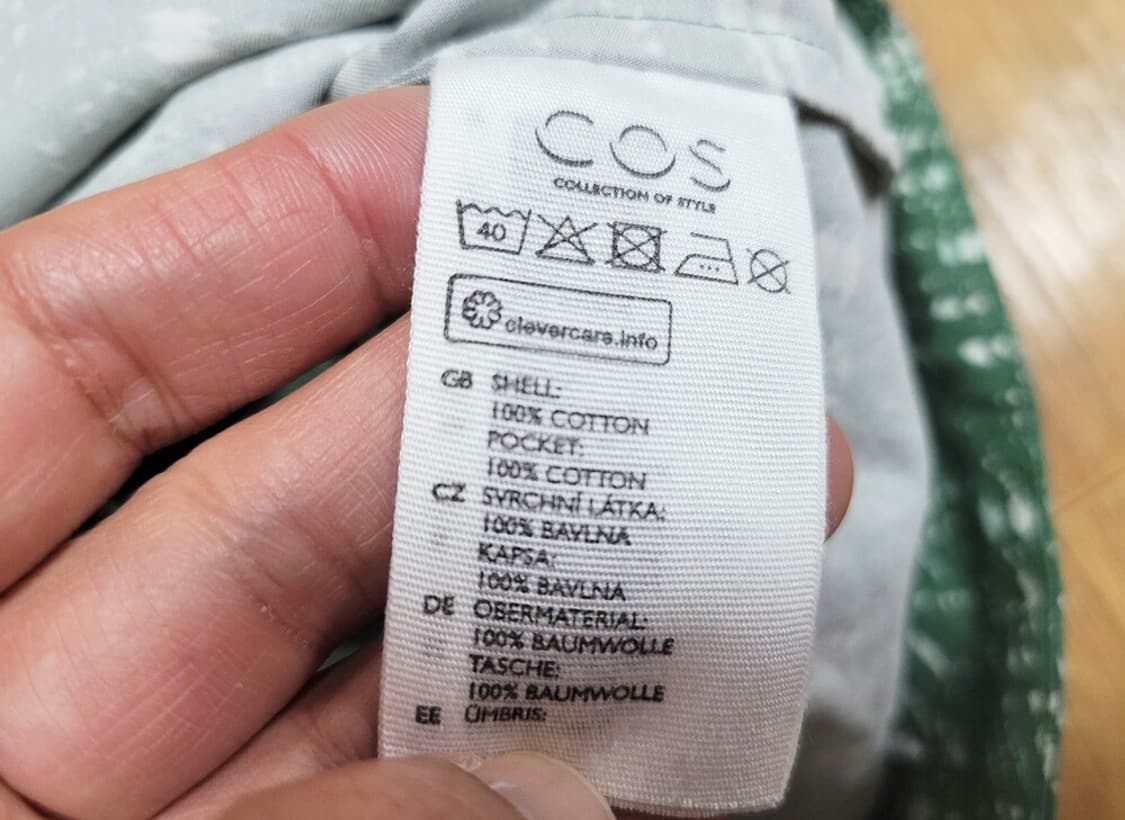 COS
COLLECTION OF STYLE
40
clevercare.info
GB SHELL:
100% COTTON
POCKET:
100% COTTON
CZ SVRCHNÍ LÁTKA:
100% BAVLNA
KAPSA:
100% BAVLNA
DE OBERMATERIAL:
100% BAUMWOLLE
TASCHE:
100% BAUMWOLLE
EE ÜMBRIS: